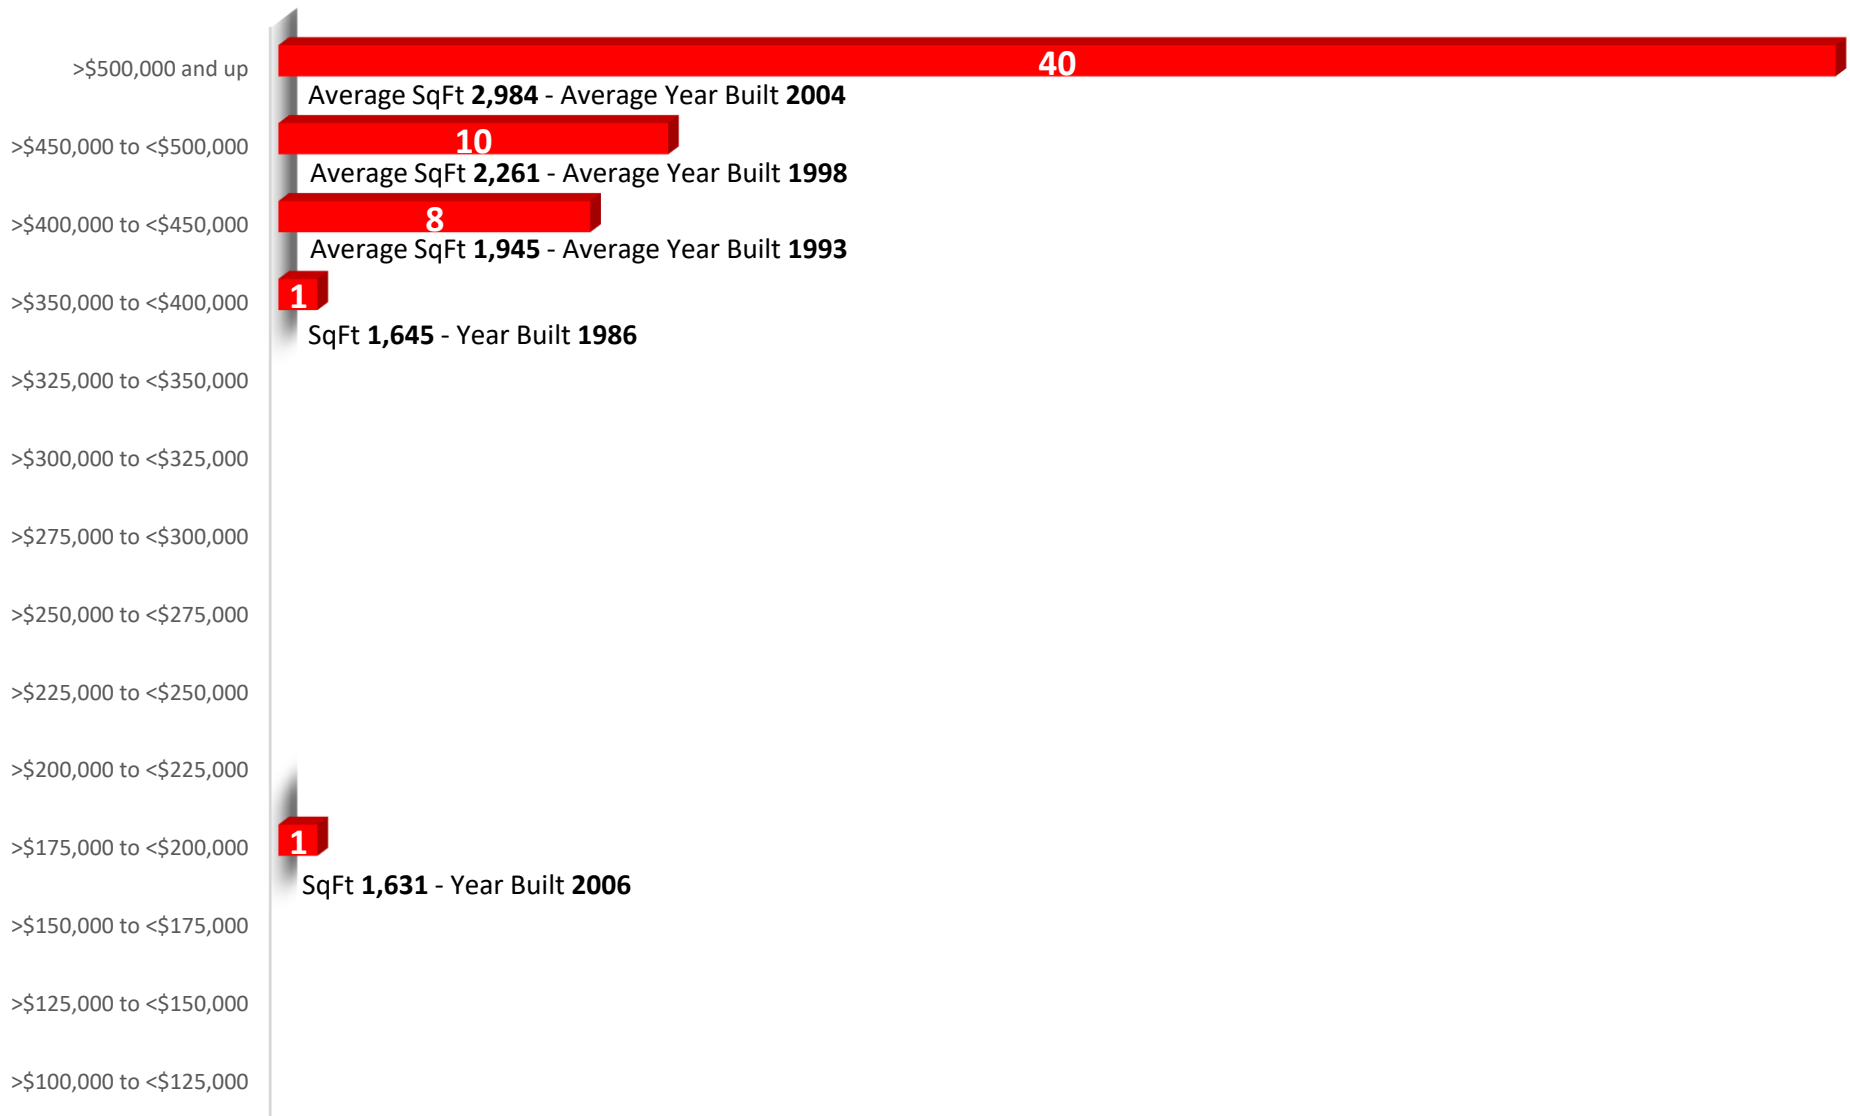 >$500,000 and up
40
Average SqFt 2,984 - Average Year Built 2004
>$450,000 to <$500,000
10
Average SqFt 2,261 - Average Year Built 1998
>$400,000 to <$450,000
8
Average SqFt 1,945 - Average Year Built 1993
>$350,000 to <$400,000
1
SqFt 1,645 - Year Built 1986
>$325,000 to <$350,000
>$300,000 to <$325,000
>$275,000 to <$300,000
>$250,000 to <$275,000
>$225,000 to <$250,000
>$200,000 to <$225,000
>$175,000 to <$200,000
1
SqFt 1,631 - Year Built 2006
>$150,000 to <$175,000
>$125,000 to <$150,000
>$100,000 to <$125,000